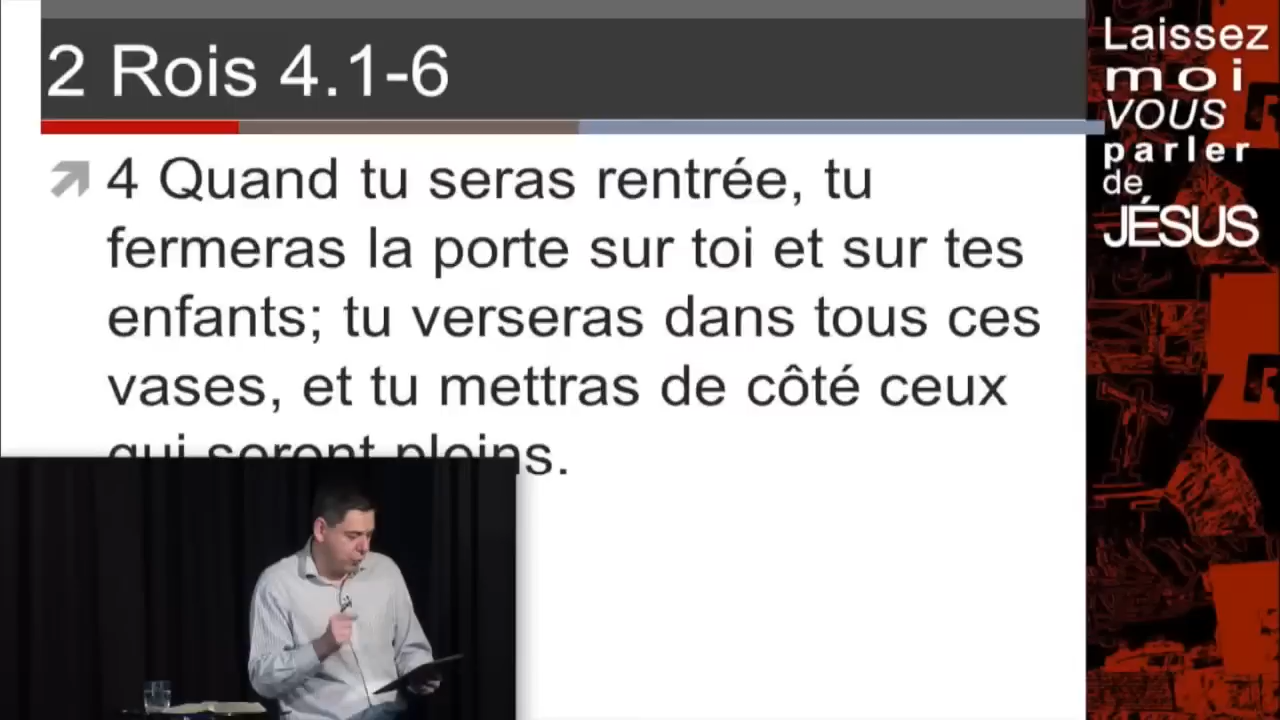 2 Rois 4.1-6
4 Quand tu seras rentrée, tu
fermeras la porte sur toi et sur tes
enfants; tu verseras dans tous ces
vases, et tu mettras de côté ceux
qui seront pleins.
Laissez
moi
VOUS
parler
de
JÉSUS